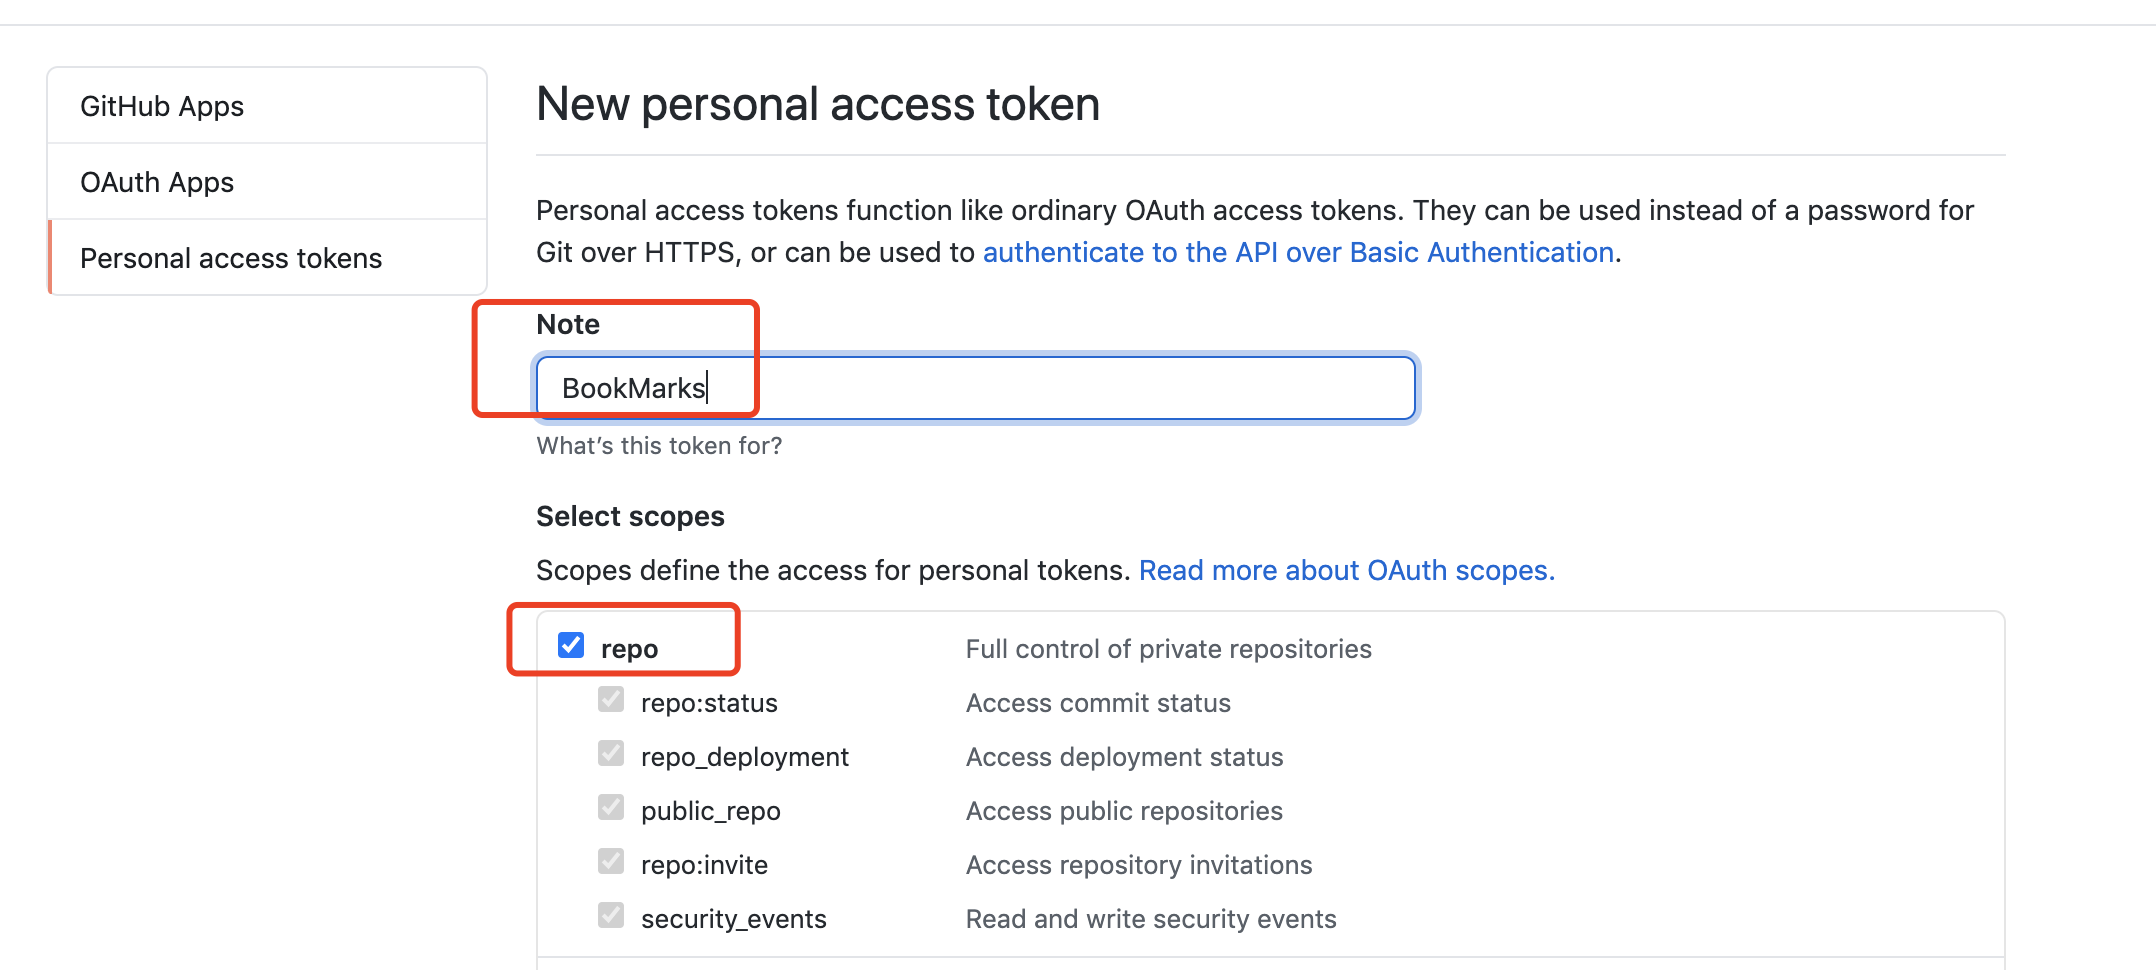 GitHub Apps
OAuth Apps
Personal access tokens
New personal access token
Personal access tokens function like ordinary OAuth access tokens. They can be used instead of a password for
Git over HTTPS, or can be used to authenticate to the API over Basic Authentication.
Note
BookMarks
What's this token for?
Select scopes
Scopes define the access for personal tokens. Read more about OAuth scopes.
repo Full control of private repositories
repo:status Access commit status
repo_deployment Access deployment status
public_repo Access public repositories
repo:invite Access repository invitations
security_events Read and write security events